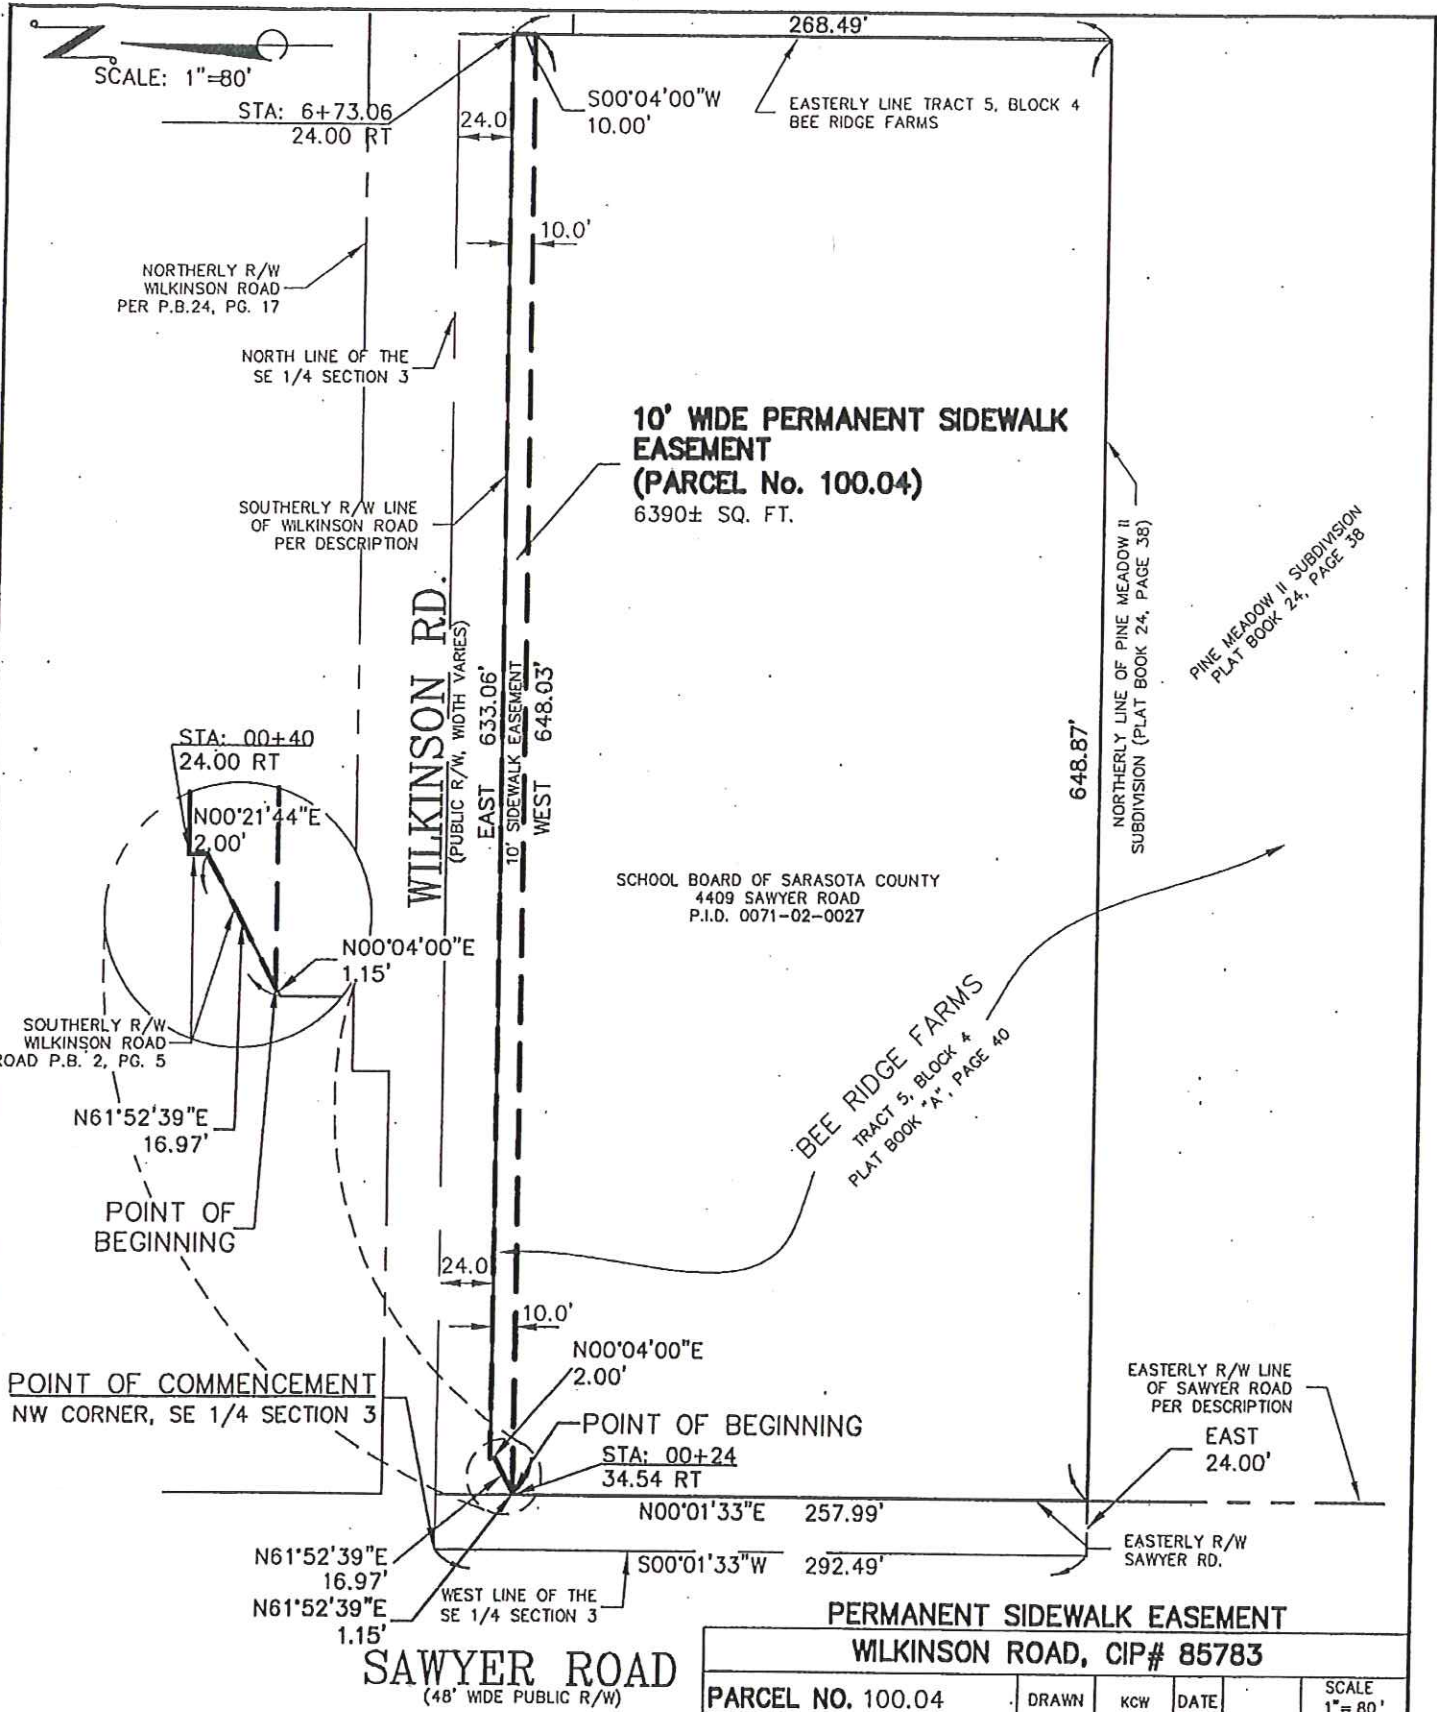 268.49'
SCALE: 1"=80'
STA: 6+73.06
24.00 RT
24.0
S00°04'00"W
10.00'
EASTERLY LINE TRACT 5, BLOCK 4
BEE RIDGE FARMS
10.0'
NORTHERLY R/W
WILKINSON ROAD
PER P.B.24, PG. 17
NORTH LINE OF THE
SE 1/4 SECTION 3
10' WIDE PERMANENT SIDEWALK
EASEMENT
(PARCEL No. 100.04)
6390± SQ. FT.
SOUTHERLY R/W LINE
OF WILKINSON ROAD
PER DESCRIPTION
WILKINSON RD.
(PUBLIC R/W, WIDTH VARIES)
EAST 633.06'
10' SIDEWALK EASEMENT
WEST 648.03'
648.87'
NORTHERLY LINE OF PINE MEADOW II
SUBDIVISION (PLAT BOOK 24, PAGE 38)
PINE MEADOW II SUBDIVISION
PLAT BOOK 24, PAGE 38
STA: 00+40
24.00 RT
N00°21'44"E
2.00'
SCHOOL BOARD OF SARASOTA COUNTY
4409 SAWYER ROAD
P.I.D. 0071-02-0027
N00°04'00"E
1.15'
SOUTHERLY R/W
WILKINSON ROAD
ROAD P.B. 2, PG. 5
N61°52'39"E
16.97'
POINT OF
BEGINNING
BEE RIDGE FARMS
TRACT 5, BLOCK 4
PLAT BOOK "A", PAGE 40
24.0
10.0'
N00°04'00"E
2.00'
POINT OF COMMENCEMENT
NW CORNER, SE 1/4 SECTION 3
POINT OF BEGINNING
STA: 00+24
34.54 RT
EASTERLY R/W LINE
OF SAWYER ROAD
PER DESCRIPTION
EAST
24.00'
N00°01'33"E 257.99'
EASTERLY R/W
SAWYER RD.
N61°52'39"E
16.97'
S00°01'33"W 292.49'
WEST LINE OF THE
SE 1/4 SECTION 3
N61°52'39"E
1.15'
SAWYER ROAD
(48' WIDE PUBLIC R/W)
PERMANENT SIDEWALK EASEMENT
WILKINSON ROAD, CIP# 85783
PARCEL NO. 100.04
DRAWN
KCW
DATE
SCALE
1"= 80'